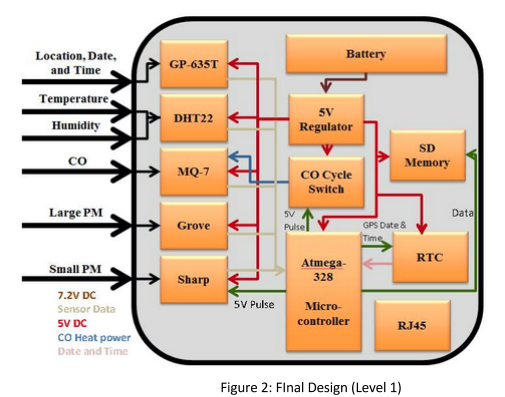 Location, Date,
and Time
Temperature
Humidity
CO
Large PM
Small PM
7.2V DC
Sensor Data
5V DC
CO Heat power
Date and Time
GP-635T
DHT22
MQ-7
Grove
Sharp
Battery
5V
Regulator
CO Cycle
Switch
SD
Memory
5V
Pulse
GPS Date &
Time
Data
Atmega-
328
Micro-
controller
RTC
5V Pulse
RJ45
Figure 2: FInal Design (Level 1)